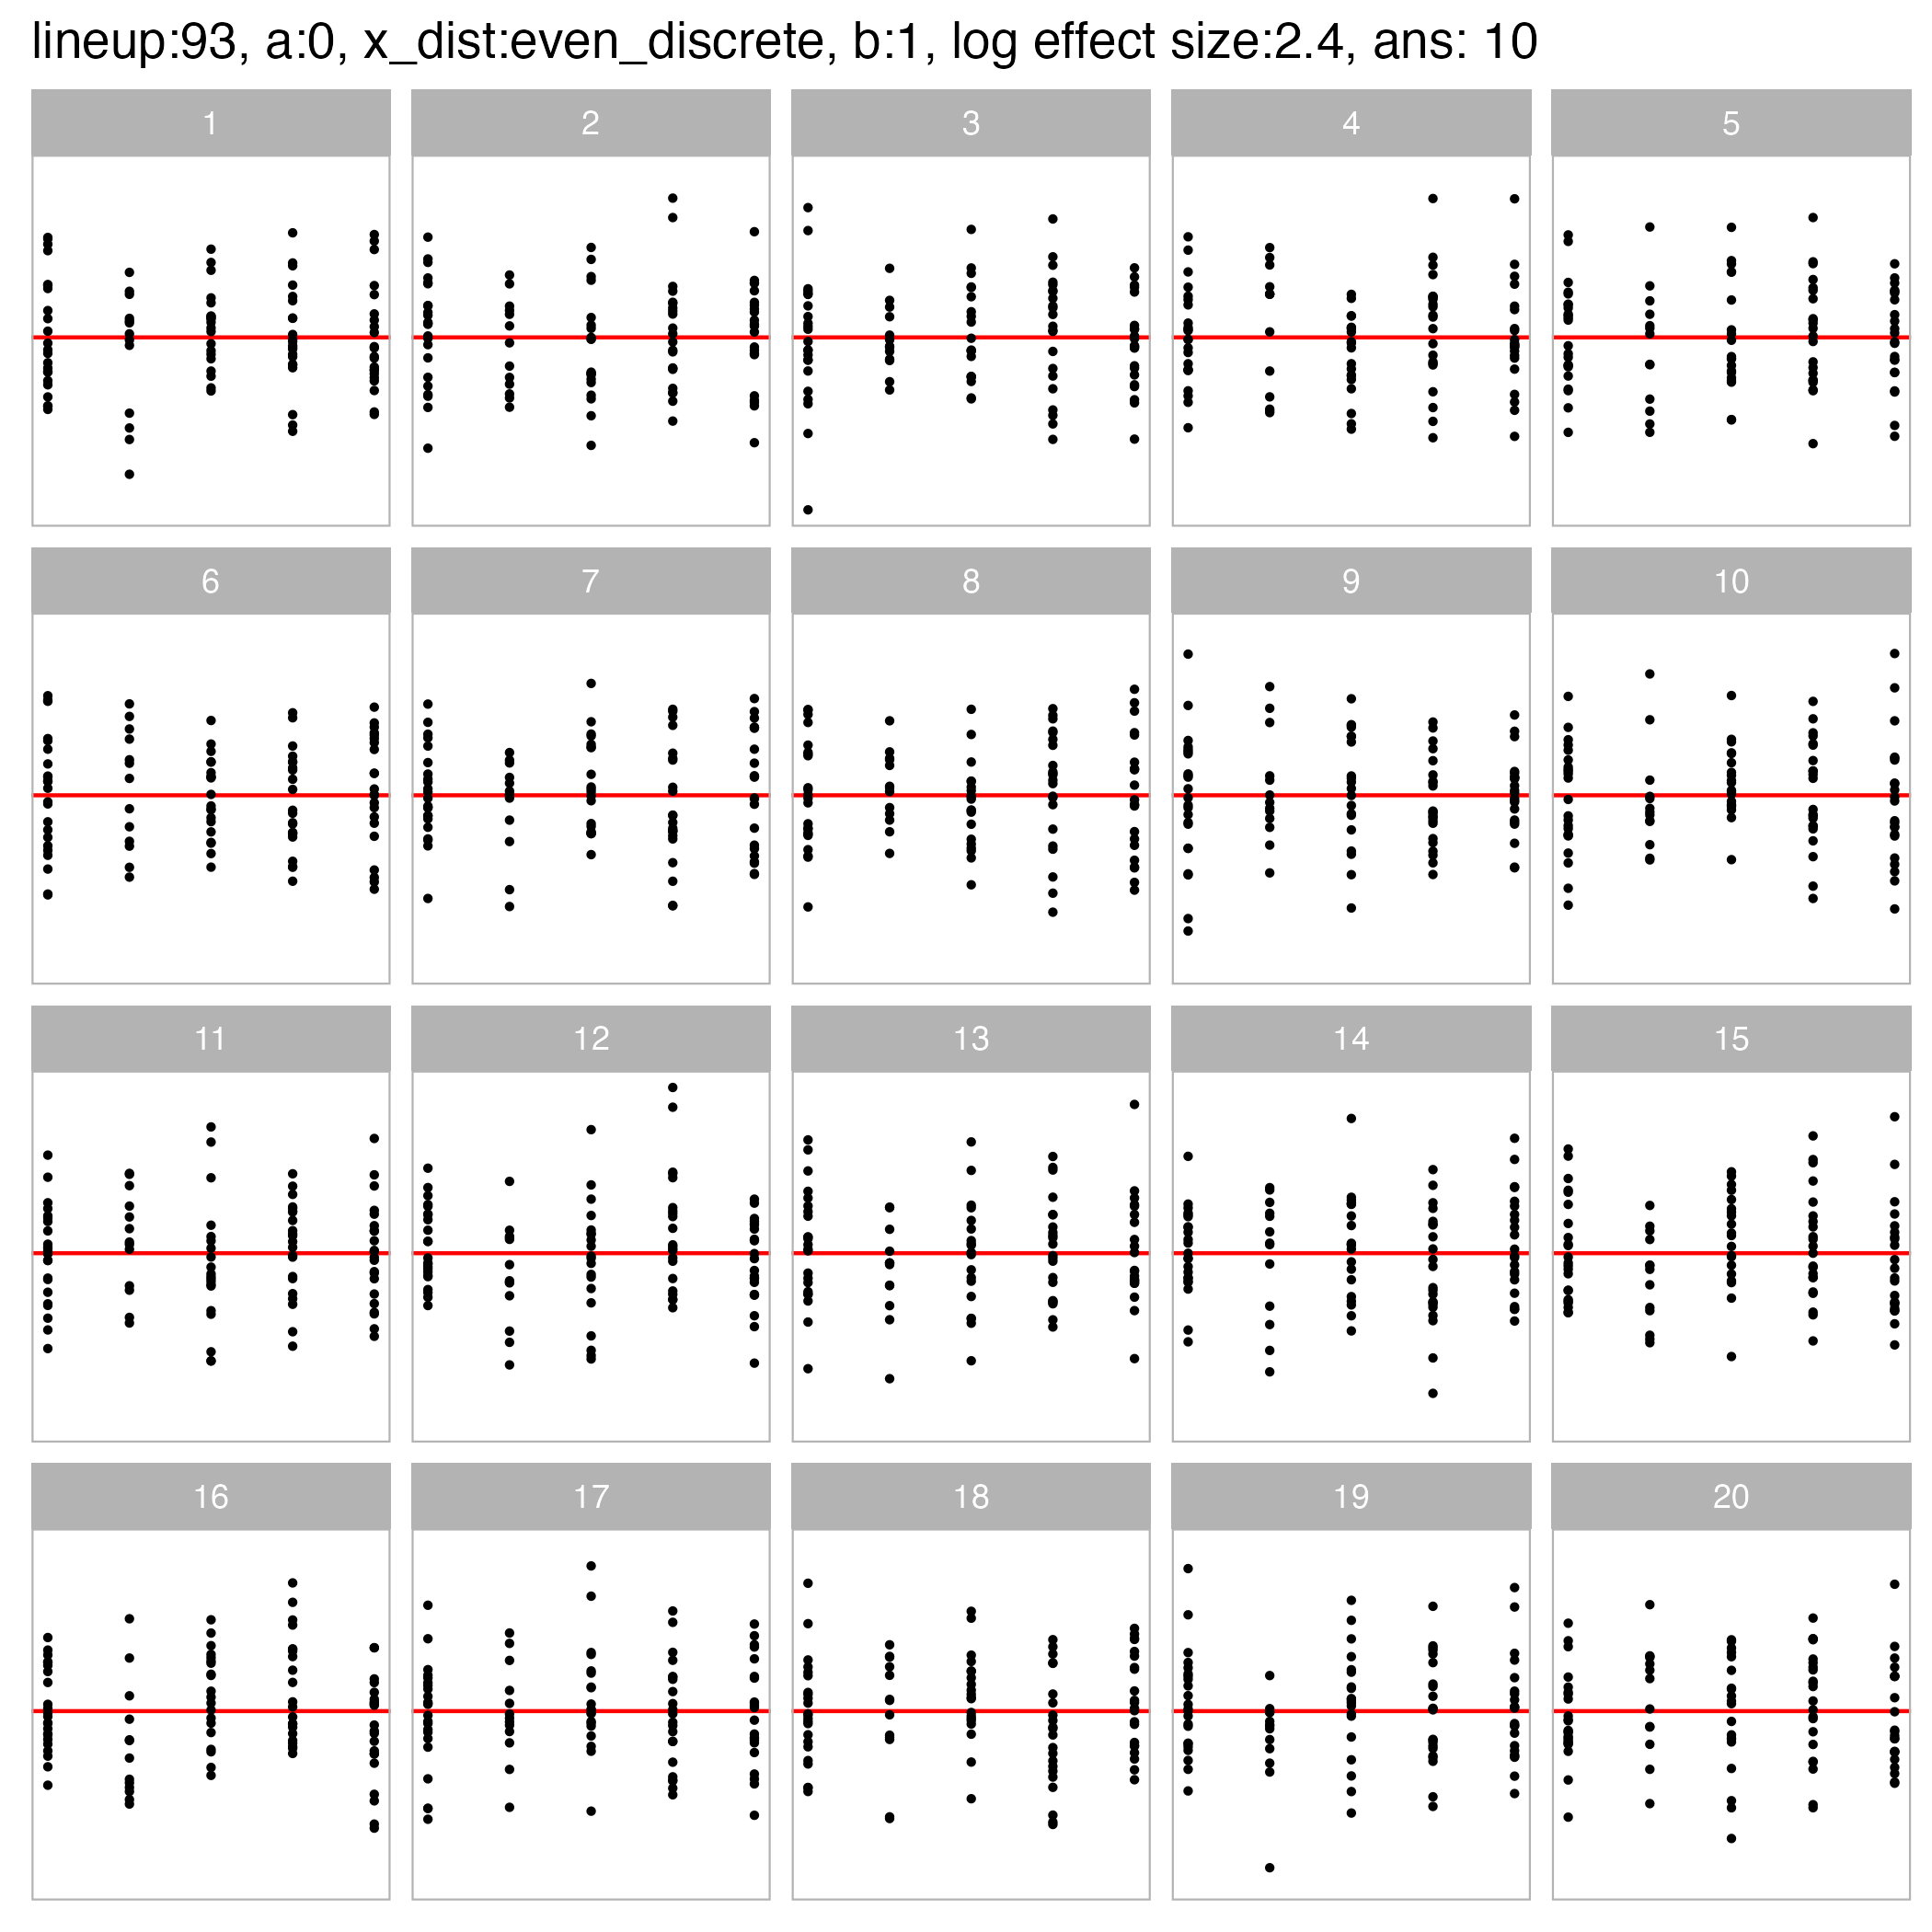 lineup:93, a:0, x_dist:even_discrete, b:1, log effect size:2.4, ans: 10
1 2 3 4 5
6 7 8 9 10
11 12 13 14 15
16 17 18 19 20